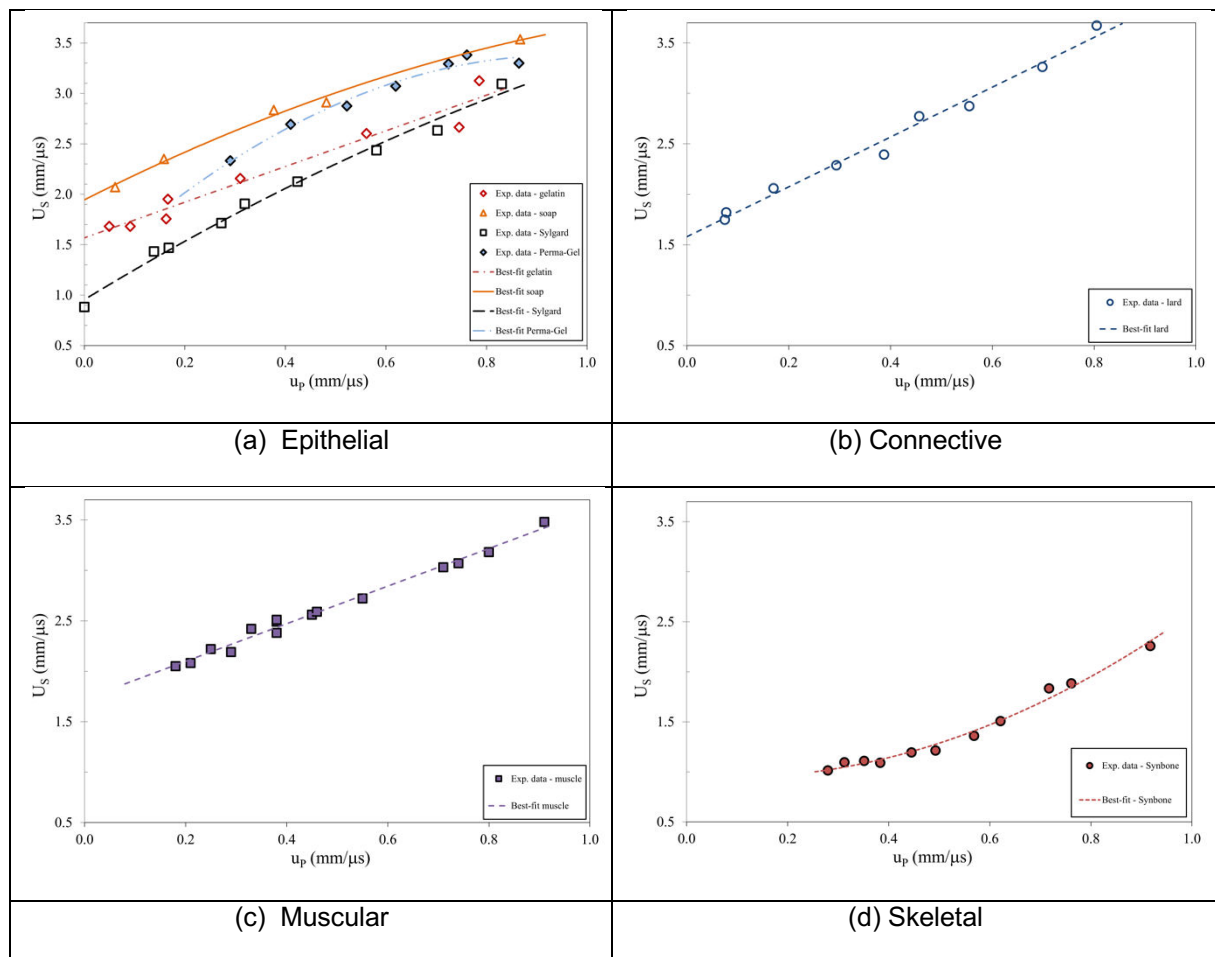 3.5
3.0
2.5
2.0
1.5
1.0
0.5
U_S (mm/μs)
0.0 0.2 0.4 0.6 0.8 1.0
u_P (mm/μs)
Exp. data - gelatin
Exp. data - soap
Exp. data - Sylgard
Exp. data - Perma-Gel
Best-fit gelatin
Best-fit soap
Best-fit - Sylgard
Best-fit Perma-Gel
(a) Epithelial
3.5
2.5
1.5
0.5
U_S (mm/μs)
0.0 0.2 0.4 0.6 0.8 1.0
u_P (mm/μs)
Exp. data - lard
Best-fit lard
(b) Connective
3.5
2.5
1.5
0.5
U_S (mm/μs)
0.0 0.2 0.4 0.6 0.8 1.0
u_P (mm/μs)
Exp. data - muscle
Best-fit muscle
(c) Muscular
3.5
2.5
1.5
0.5
U_S (mm/μs)
0.0 0.2 0.4 0.6 0.8 1.0
u_P (mm/μs)
Exp. data - Synbone
Best-fit - Synbone
(d) Skeletal